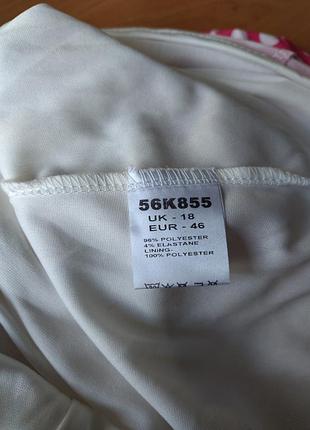 56K855
UK - 18
EUR - 46
96% POLYESTER
4% ELASTANE
LINING-
100% POLYESTER